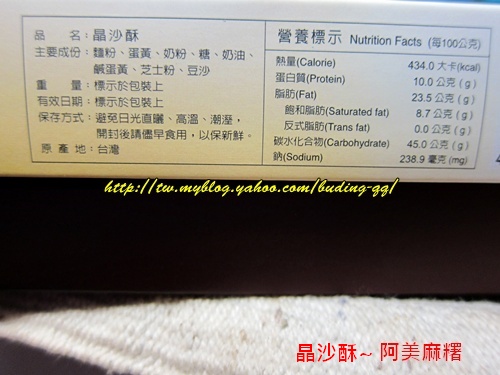 品名:晶沙酥
主要成份:麵粉、蛋黃、奶粉、糖、奶油、
鹹蛋黃、芝士粉、豆沙
重量:標示於包裝上
有效日期:標示於包裝上
保存方式:避免日光直曬、高溫、潮溼,
開封後請儘早食用,以保新鮮。
原產地:台灣
營養標示 Nutrition Facts (每100公克)
熱量(Calorie) 434.0 大卡(kcal)
蛋白質(Protein) 10.0 公克(g)
脂肪(Fat) 23.5 公克(g)
飽和脂肪(Saturated fat) 8.7 公克(g)
反式脂肪(Trans fat) 0.0 公克(g)
碳水化合物(Carbohydrate) 45.0 公克(g)
鈉(Sodium) 238.9 毫克(mg)
http://tw.myblog.yahoo.com/buding-gg/
晶沙酥~ 阿美麻糬